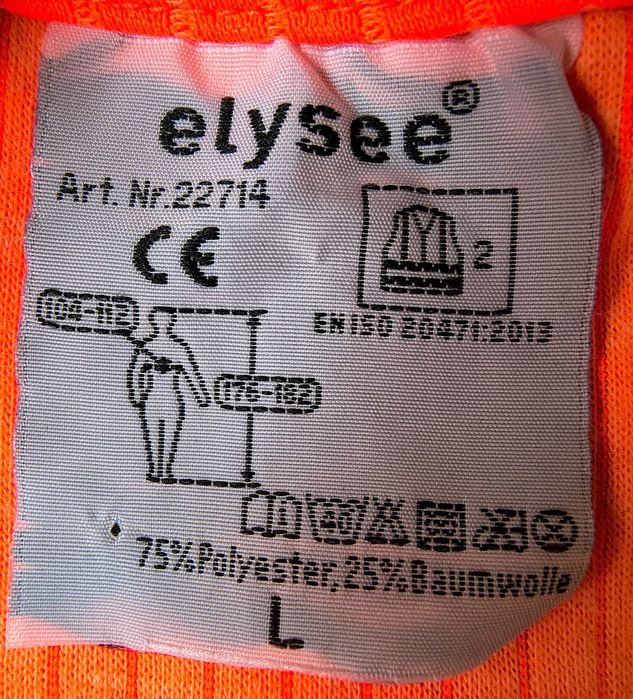 elysee®
Art. Nr.22714
CE
2
EN ISO 20471:2013
104-112
176-182
40
75%Polyester,25%Baumwolle
L